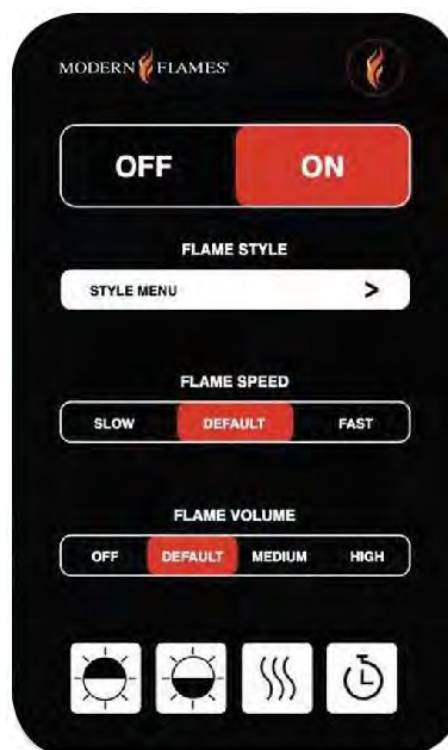 MODERN FLAMES®
OFF ON
FLAME STYLE
STYLE MENU >
FLAME SPEED
SLOW DEFAULT FAST
FLAME VOLUME
OFF DEFAULT MEDIUM HIGH